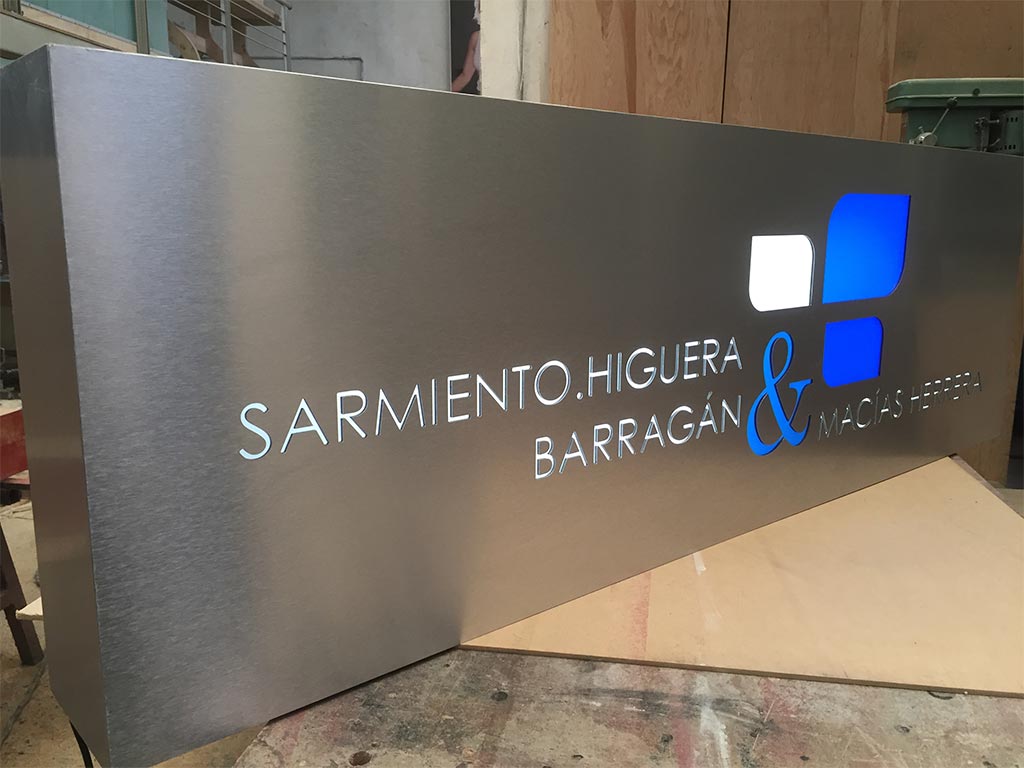 SARMIENTO.HIGUERA
BARRAGÁN & MACÍAS HERRERA